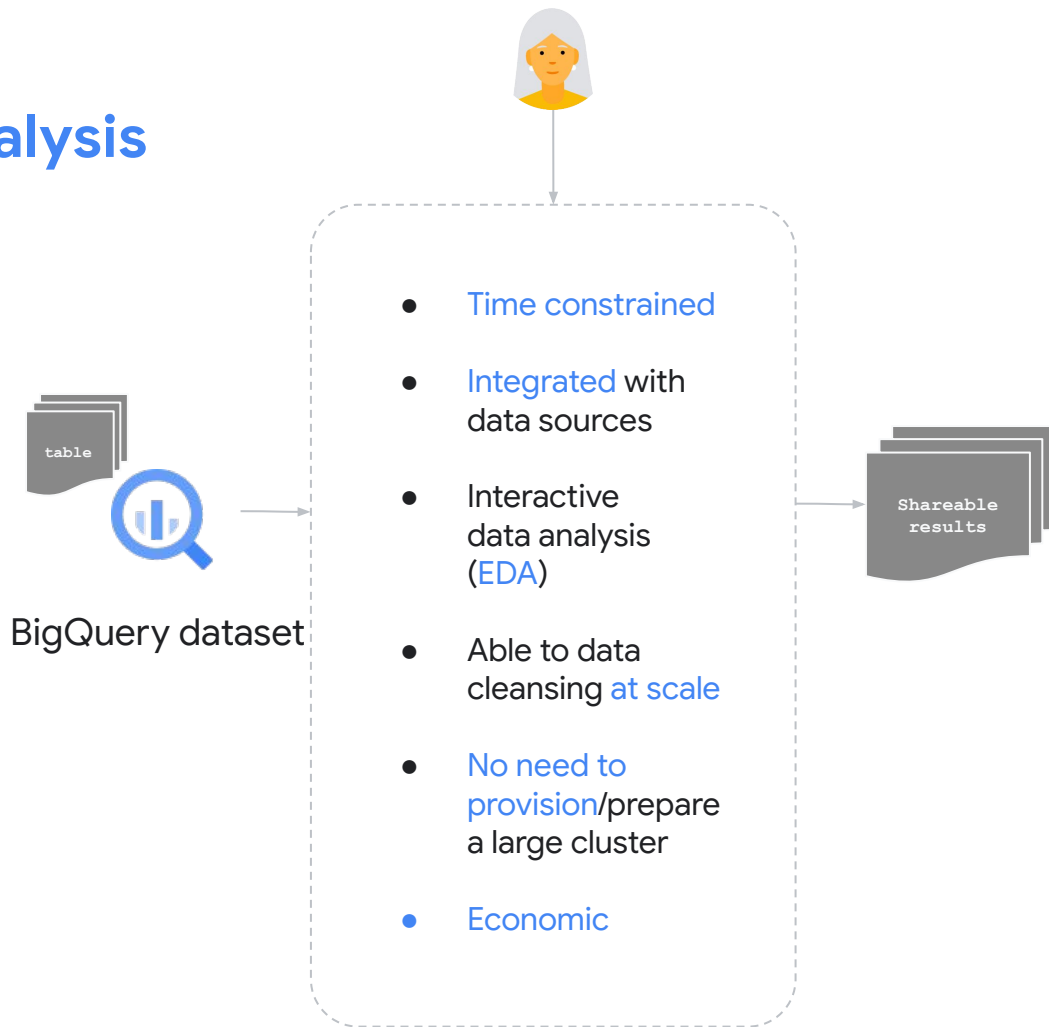 alysis
● Time constrained
● Integrated with
data sources
● Interactive
data analysis
(EDA)
● Able to data
cleansing at scale
● No need to
provision/prepare
a large cluster
● Economic
table
BigQuery dataset
Shareable
results